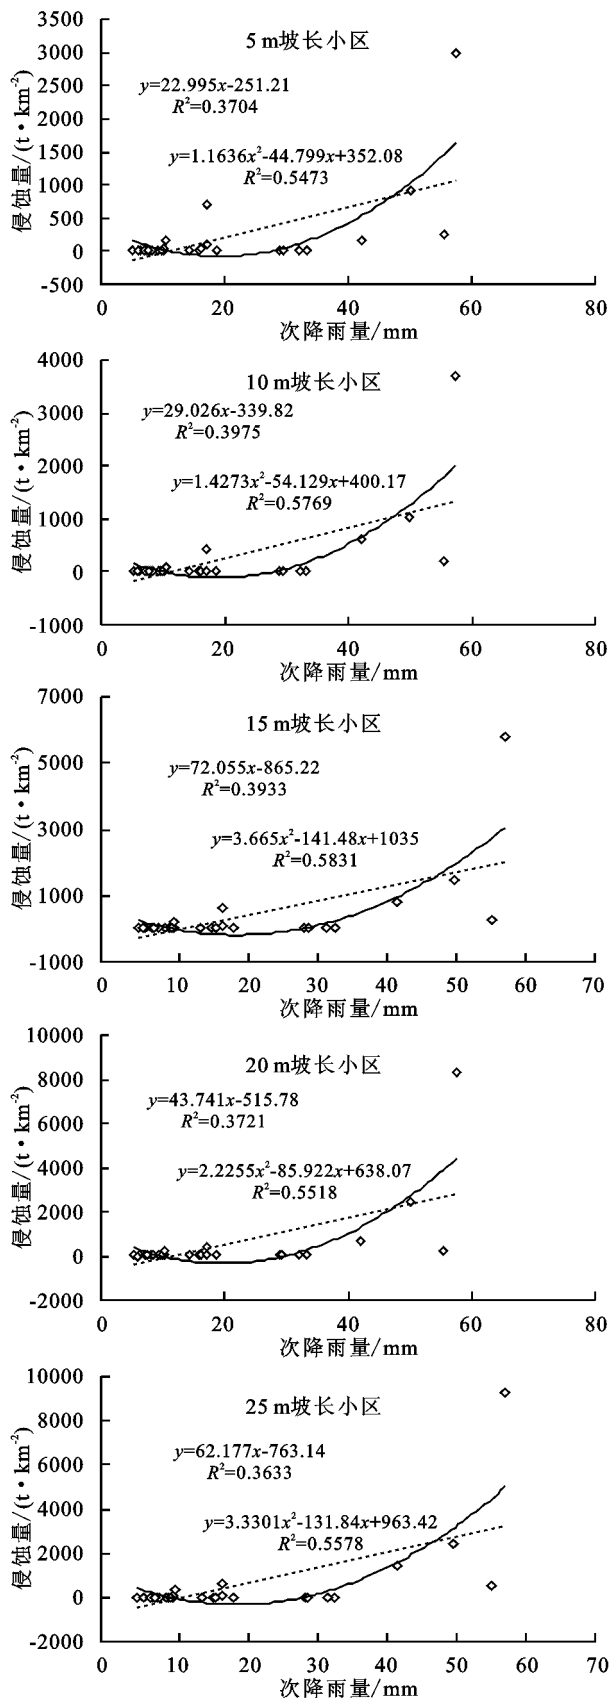 5 m坡长小区
y=22.995x-251.21
R²=0.3704
y=1.1636x²-44.799x+352.08
R²=0.5473
侵蚀量/(t·km⁻²)
3500
3000
2500
2000
1500
1000
500
0
-500
0 20 40 60 80
次降雨量/mm
10 m坡长小区
y=29.026x-339.82
R²=0.3975
y=1.4273x²-54.129x+400.17
R²=0.5769
侵蚀量/(t·km⁻²)
4000
3000
2000
1000
0
-1000
0 20 40 60 80
次降雨量/mm
15 m坡长小区
y=72.055x-865.22
R²=0.3933
y=3.665x²-141.48x+1035
R²=0.5831
侵蚀量/(t·km⁻²)
7000
5000
3000
1000
-1000
0 10 20 30 40 50 60 70
次降雨量/mm
20 m坡长小区
y=43.741x-515.78
R²=0.3721
y=2.2255x²-85.922x+638.07
R²=0.5518
侵蚀量/(t·km⁻²)
10000
8000
6000
4000
2000
0
-2000
0 20 40 60 80
次降雨量/mm
25 m坡长小区
y=62.177x-763.14
R²=0.3633
y=3.3301x²-131.84x+963.42
R²=0.5578
侵蚀量/(t·km⁻²)
10000
8000
6000
4000
2000
0
-2000
0 10 20 30 40 50 60 70
次降雨量/mm